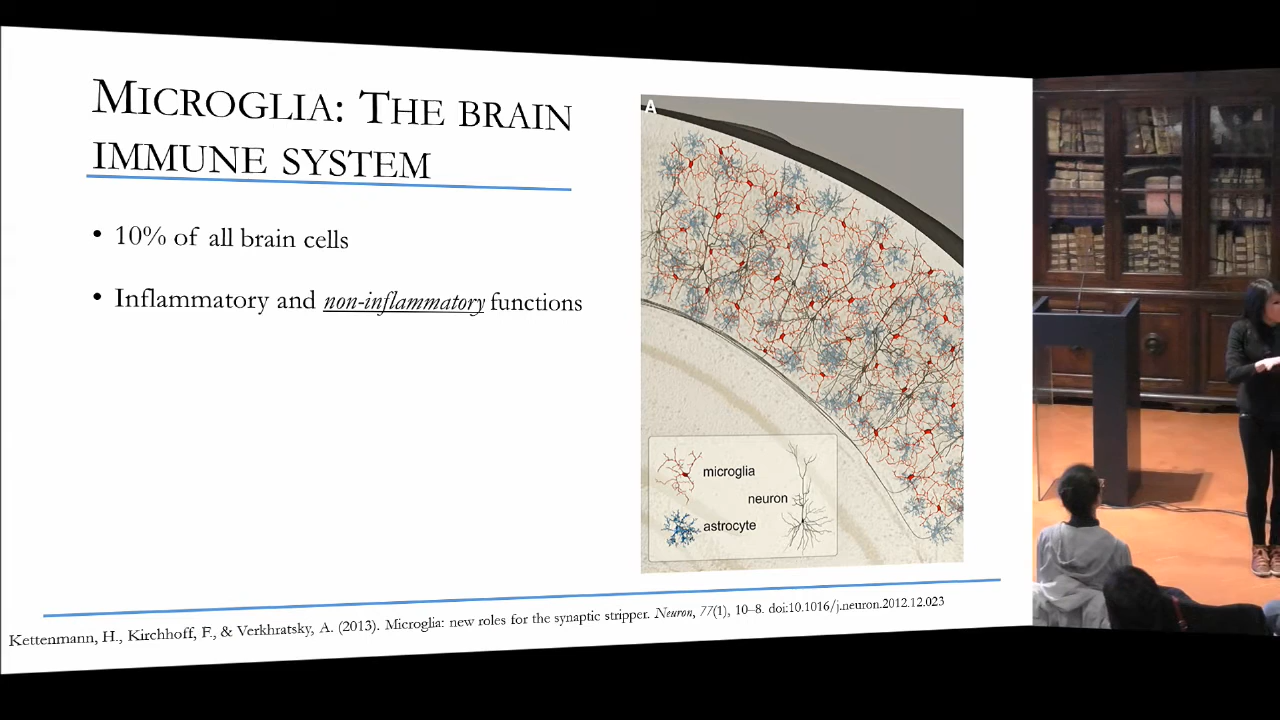 MICROGLIA: THE BRAIN
IMMUNE SYSTEM
• 10% of all brain cells
• Inflammatory and non-inflammatory functions
A
microglia
neuron
astrocyte
Kettenmann, H., Kirchhoff, F., & Verkhratsky, A. (2013). Microglia: new roles for the synaptic stripper. Neuron, 77(1), 10–8. doi:10.1016/j.neuron.2012.12.023